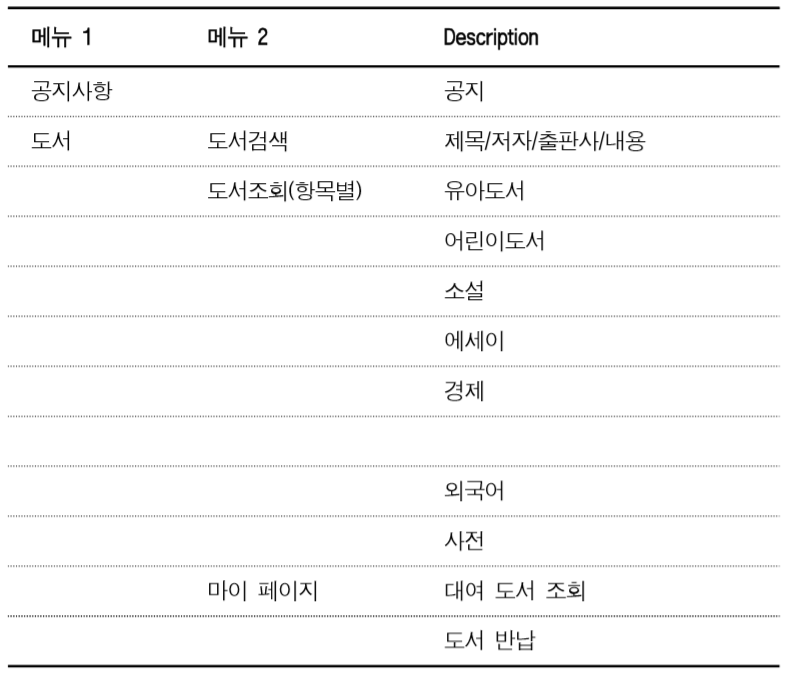 메뉴 1 메뉴 2 Description
공지사항 공지
도서 도서검색 제목/저자/출판사/내용
도서조회(항목별) 유아도서
어린이도서
소설
에세이
경제
외국어
사전
마이 페이지 대여 도서 조회
도서 반납